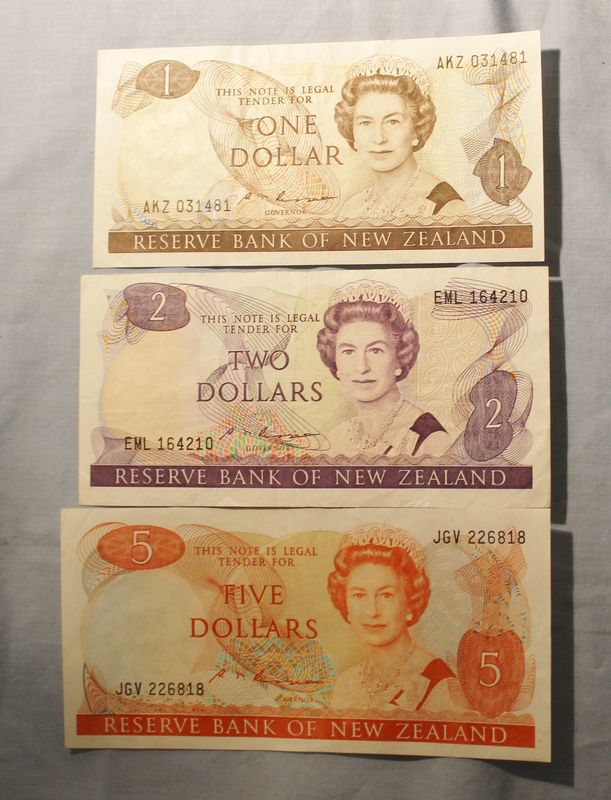 1
AKZ 031481
THIS NOTE IS LEGAL
TENDER FOR
ONE
DOLLAR
1
AKZ 031481
GOVERNOR
RESERVE BANK OF NEW ZEALAND
2
EML 164210
THIS NOTE IS LEGAL
TENDER FOR
TWO
DOLLARS
2
EML 164210
GOVERNOR
RESERVE BANK OF NEW ZEALAND
5
JGV 226818
THIS NOTE IS LEGAL
TENDER FOR
FIVE
DOLLARS
5
JGV 226818
GOVERNOR
RESERVE BANK OF NEW ZEALAND